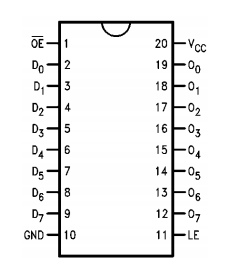 O̅E̅ 1 20 V_CC
D₀ 2 19 O₀
D₁ 3 18 O₁
D₂ 4 17 O₂
D₃ 5 16 O₃
D₄ 6 15 O₄
D₅ 7 14 O₅
D₆ 8 13 O₆
D₇ 9 12 O₇
GND 10 11 LE